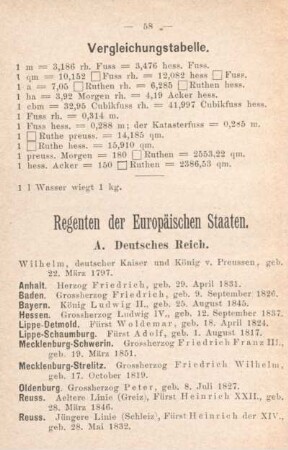 — 58 —
Vergleichungstabelle.
1 m = 3,186 rh. Fuss = 3,476 hess. Fuss.
1 qm = 10,152 □ Fuss rh. = 12,082 hess □ Fuss.
1 a = 7,05 □ Ruthen rh. = 6,285 □ Ruthen hess.
1 ha = 3,92 Morgen rh. = 4,19 Acker hess.
1 cbm = 32,95 Cubikfuss rh. = 41,997 Cubikfuss hess.
1 Fuss rh. = 0,314 m.
1 Fuss hess. = 0,288 m; der Katasterfuss = 0,285 m.
1 □ Ruthe preuss. = 14,185 qm.
1 □ Ruthe hess. = 15,910 qm.
1 preuss. Morgen = 180 □ Ruthen = 2553,22 qm.
1 hess. Acker = 150 □ Ruthen = 2386,53 qm.
1 l Wasser wiegt 1 kg.
Regenten der Europäischen Staaten.
A. Deutsches Reich.
Wilhelm, deutscher Kaiser und König v. Preussen, geb.
22. März 1797.
Anhalt. Herzog Friedrich, geb. 29. April 1831.
Baden. Grossherzog Friedrich, geb. 9. September 1826.
Bayern. König Ludwig II., geb. 25. August 1845.
Hessen. Grossherzog Ludwig IV., geb. 12. September 1837.
Lippe-Detmold. Fürst Woldemar, geb. 18. April 1824.
Lippe-Schaumburg. Fürst Adolf, geb. 1. August 1817.
Mecklenburg-Schwerin. Grossherzog Friedrich Franz III.,
geb. 19. März 1851.
Mecklenburg-Strelitz. Grossherzog Friedrich Wilhelm,
geb. 17. October 1819.
Oldenburg. Grossherzog Peter, geb. 8. Juli 1827.
Reuss. Aeltere Linie (Greiz), Fürst Heinrich XXII., geb.
28. März 1846.
Reuss. Jüngere Linie (Schleiz), Fürst Heinrich der XIV.,
geb. 28. Mai 1832.